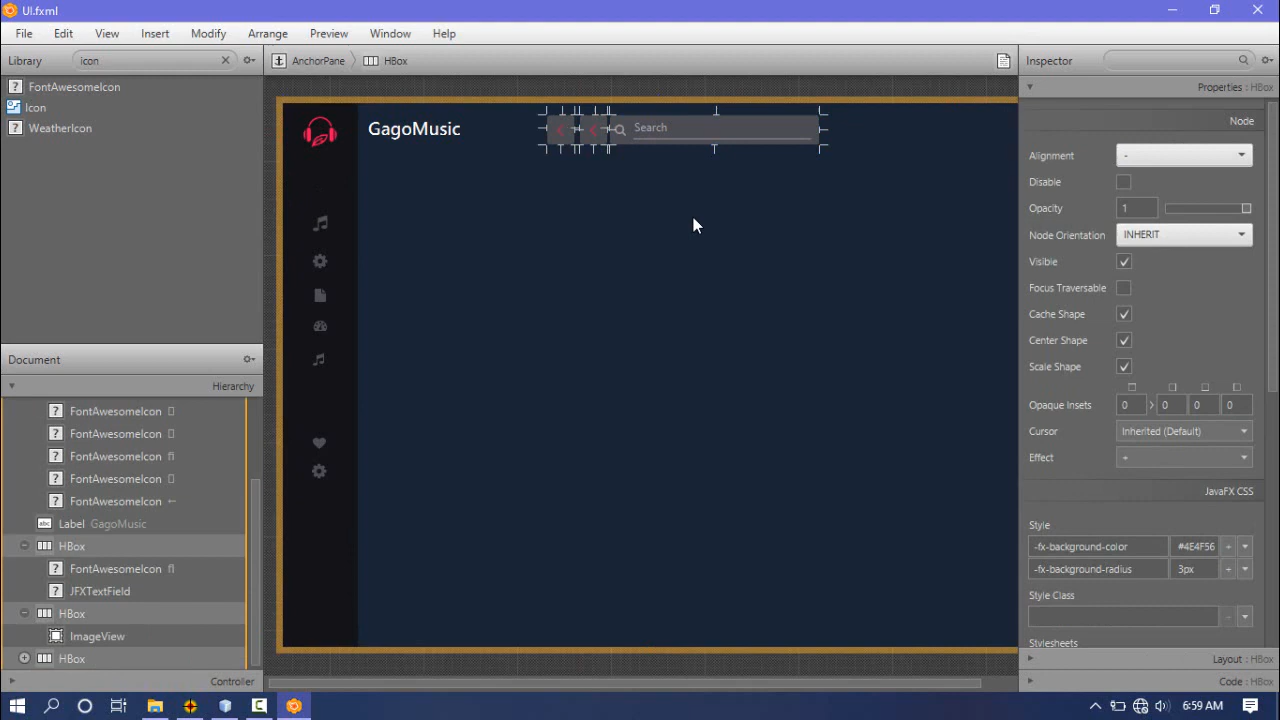 UI.fxml
File Edit View Insert Arrange Modify Preview Window Help
Library icon
AnchorPane HBox
Inspector
FontAwesomeIcon
Icon
WeatherIcon
Properties : HBox
Node
Alignment -
Disable
Opacity 1
Node Orientation INHERIT
Visible
Focus Traversable
Cache Shape
Center Shape
Scale Shape
Opaque Insets 0 0 0 0
Cursor Inherited (Default)
Effect +
JavaFX CSS
Style
-fx-background-color #4E4F56
-fx-background-radius 3px
Style Class
Stylesheets
Layout : HBox
Code : HBox
GagoMusic
Search
Document
Hierarchy
FontAwesomeIcon
FontAwesomeIcon
FontAwesomeIcon
FontAwesomeIcon
FontAwesomeIcon
Label GagoMusic
HBox
FontAwesomeIcon
JFXTextField
HBox
ImageView
HBox
Controller
6:59 AM